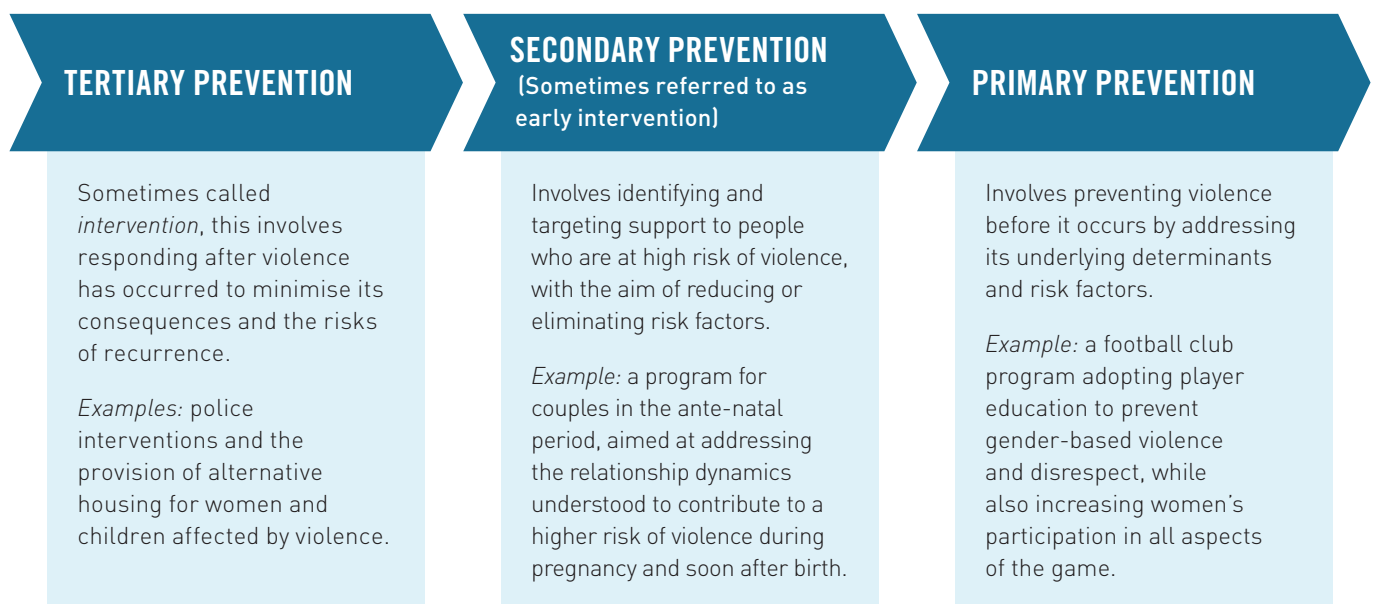 TERTIARY PREVENTION
Sometimes called
intervention, this involves
responding after violence
has occurred to minimise its
consequences and the risks
of recurrence.
Examples: police
interventions and the
provision of alternative
housing for women and
children affected by violence.
SECONDARY PREVENTION
(Sometimes referred to as
early intervention)
Involves identifying and
targeting support to people
who are at high risk of violence,
with the aim of reducing or
eliminating risk factors.
Example: a program for
couples in the ante-natal
period, aimed at addressing
the relationship dynamics
understood to contribute to a
higher risk of violence during
pregnancy and soon after birth.
PRIMARY PREVENTION
Involves preventing violence
before it occurs by addressing
its underlying determinants
and risk factors.
Example: a football club
program adopting player
education to prevent
gender-based violence
and disrespect, while
also increasing women’s
participation in all aspects
of the game.